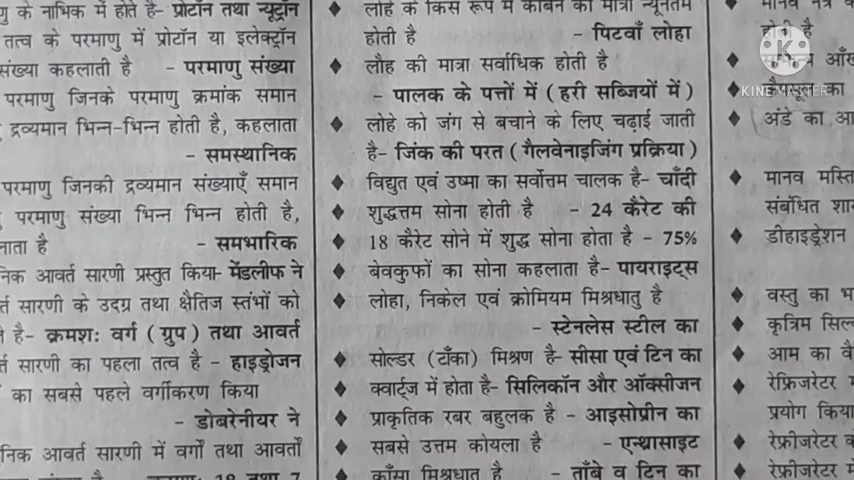 णु के नाभिक में होते है- प्रोटॉन तथा न्यूट्रॉन
तत्व के परमाणु में प्रोटॉन या इलेक्ट्रॉन
संख्या कहलाती है - परमाणु संख्या
परमाणु जिनके परमाणु क्रमांक समान
द्रव्यमान भिन्न-भिन्न होती है, कहलाता
- समस्थानिक
परमाणु जिनकी द्रव्यमान संख्याएँ समान
परमाणु संख्या भिन्न भिन्न होती है,
लाता है - समभारिक
निक आवर्त सारणी प्रस्तुत किया- मेंडलीफ ने
र्त सारणी के उदग्र तथा क्षैतिज स्तंभों को
है- क्रमशः वर्ग (ग्रुप) तथा आवर्त
र्त सारणी का पहला तत्व है - हाइड्रोजन
का सबसे पहले वर्गीकरण किया
- डोबरेनीयर ने
निक आवर्त सारणी में वर्गों तथा आवर्तो
लोहे के किस रूप में कार्बन की मात्रा न्यूनतम
होती है - पिटवाँ लोहा
♦ लौह की मात्रा सर्वाधिक होती है
- पालक के पत्तों में (हरी सब्जियों में)
♦ लोहे को जंग से बचाने के लिए चढ़ाई जाती
है- जिंक की परत (गैलवेनाइजिंग प्रक्रिया)
♦ विद्युत एवं उष्मा का सर्वोत्तम चालक है- चाँदी
♦ शुद्धतम सोना होती है - 24 कैरेट की
♦ 18 कैरेट सोने में शुद्ध सोना होता है - 75%
♦ बेवकुफों का सोना कहलाता है- पायराइट्स
♦ लोहा, निकेल एवं क्रोमियम मिश्रधातु है
- स्टेनलेस स्टील का
♦ सोल्डर (टाँका) मिश्रण है- सीसा एवं टिन का
♦ क्वार्ट्ज में होता है- सिलिकॉन और ऑक्सीजन
♦ प्राकृतिक रबर बहुलक है - आइसोप्रीन का
♦ सबसे उत्तम कोयला है - एन्थ्रासाइट
♦ काँसा मिश्रधातु है - ताँबे व टिन का
मानव नेत्र
होती है
♦ आँख
♦ का
♦ अंडे का आ
♦ मानव मस्ति
संबंधित शा
♦ डीहाइड्रेशन
♦ वस्तु का भ
♦ कृत्रिम सिल
♦ आम का वै
♦ रेफ्रिजरेटर
प्रयोग किया
♦ रेफ्रीजरेटर
♦ रेफ्रीजरेटर में
KINEMASTER